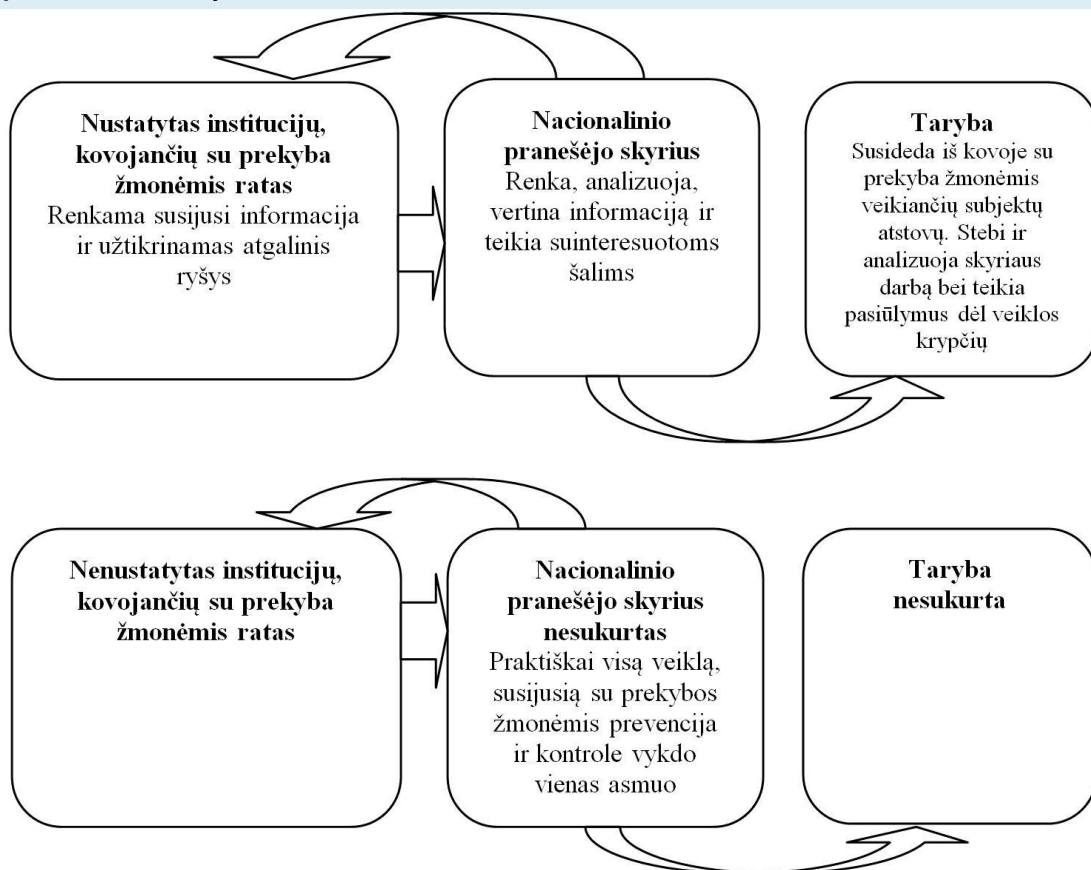 Nustatytas institucijų,
kovojančių su prekyba
žmonėmis ratas
Renkama susijusi informacija
ir užtikrinamas atgalinis
ryšys
Nacionalinio
pranešėjo skyrius
Renka, analizuoja,
vertina informaciją ir
teikia suinteresuotoms
šalims
Taryba
Susideda iš kovoje su
prekyba žmonėmis
veikiančių subjektų
atstovų. Stebi ir
analizuoja skyriaus
darbą bei teikia
pasiūlymus dėl veiklos
krypčių
Nenustatytas institucijų,
kovojančių su prekyba
žmonėmis ratas
Nacionalinio
pranešėjo skyrius
nesukurtas
Praktiškai visą veiklą,
susijusią su prekybos
žmonėmis prevencija
ir kontrole vykdo
vienas asmuo
Taryba
nesukurta